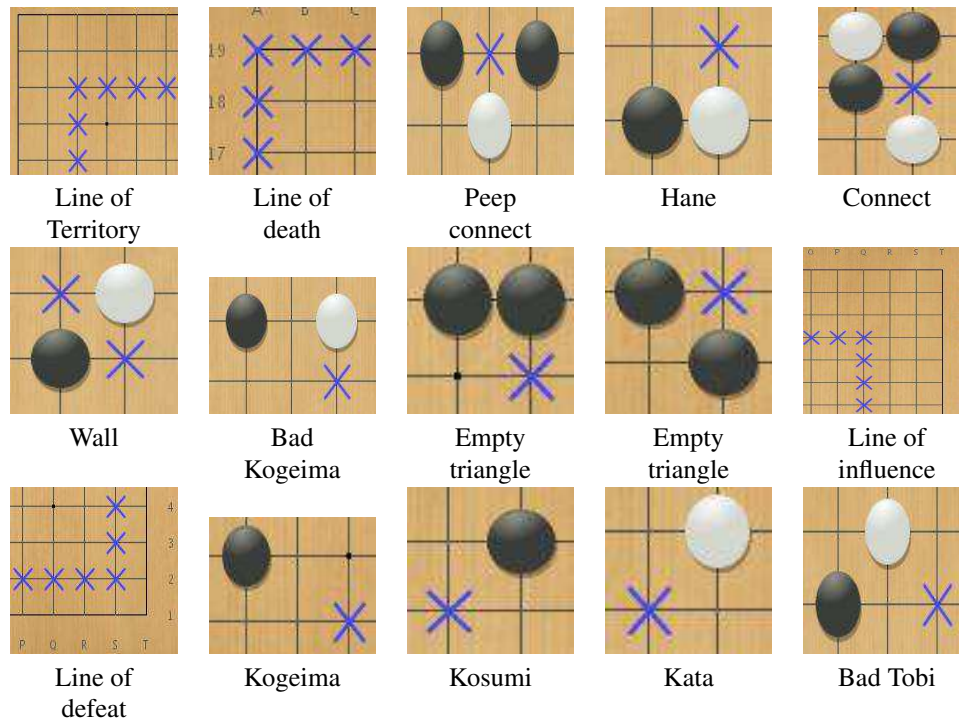 A B C
19
18
17
Line of
Territory
Line of
death
Peep
connect
Hane
Connect
O P Q R S T
Wall
Bad
Kogeima
Empty
triangle
Empty
triangle
Line of
influence
4
3
2
1
P Q R S T
Line of
defeat
Kogeima
Kosumi
Kata
Bad Tobi